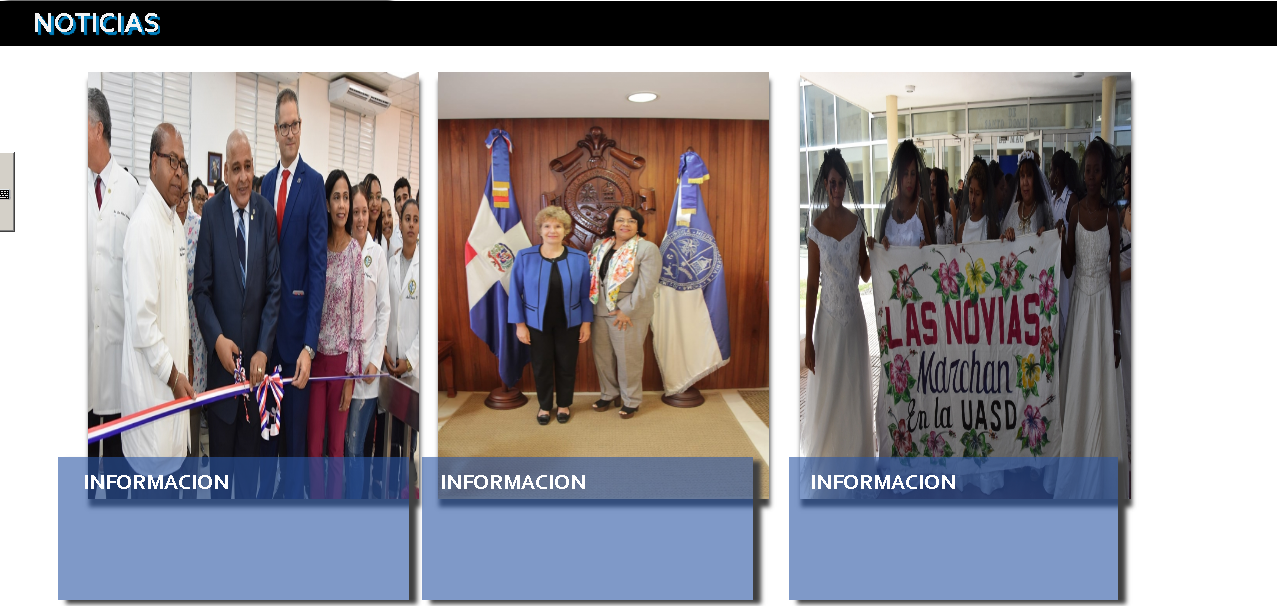 NOTICIAS
LAS NOVIAS
Marchan
En la UASD
INFORMACION
INFORMACION
INFORMACION